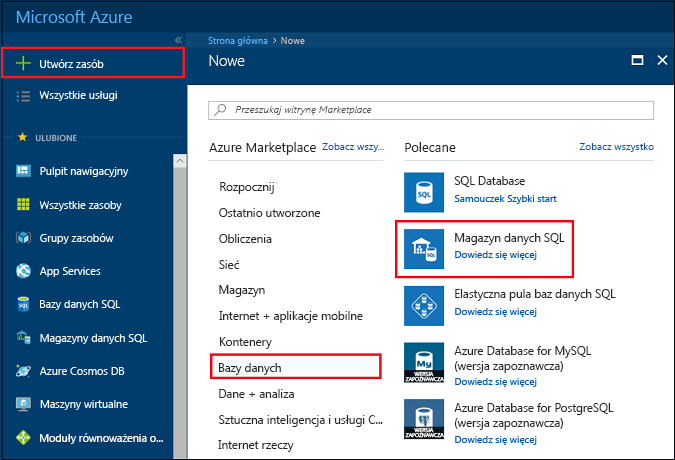 Microsoft Azure
«
Strona główna > Nowe
Utwórz zasób
Nowe
Wszystkie usługi
ULUBIONE
Pulpit nawigacyjny
Wszystkie zasoby
Grupy zasobów
App Services
Bazy danych SQL
Magazyny danych SQL
Azure Cosmos DB
Maszyny wirtualne
Moduły równoważenia o...
Przeszukaj witrynę Marketplace
Azure Marketplace Zobacz wszy...
Rozpocznij
Ostatnio utworzone
Obliczenia
Sieć
Magazyn
Internet + aplikacje mobilne
Kontenery
Bazy danych
Dane + analiza
Sztuczna inteligencja i usługi C...
Internet rzeczy
Polecane Zobacz wszystko
SQL
SQL Database
Samouczek Szybki start
SQL
Magazyn danych SQL
Dowiedz się więcej
Elastyczna pula baz danych SQL
Dowiedz się więcej
My
WERSJA
ZAPOZNAWCZA
Azure Database for MySQL
(wersja zapoznawcza)
Dowiedz się więcej
WERSJA
ZAPOZNAWCZA
Azure Database for PostgreSQL
(wersja zapoznawcza)
Dowiedz się więcej